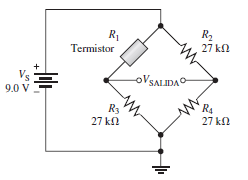 R1
Termistor
R2
27 kΩ
+
VS
9.0 V
−
VSALIDA
R3
27 kΩ
R4
27 kΩ